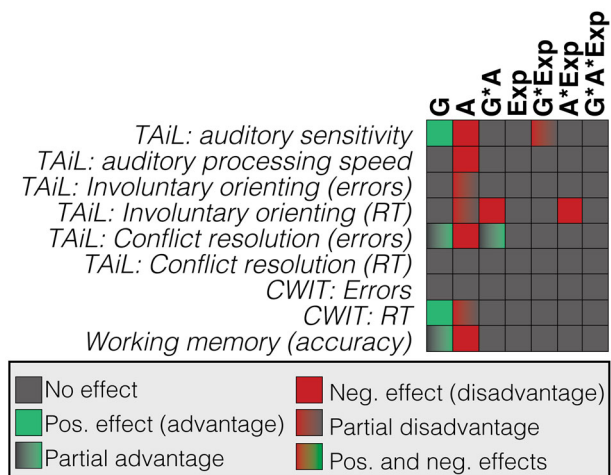 G
A
G*A
Exp
G*Exp
A*Exp
G*A*Exp
TAiL: auditory sensitivity
TAiL: auditory processing speed
TAiL: Involuntary orienting (errors)
TAiL: Involuntary orienting (RT)
TAiL: Conflict resolution (errors)
TAiL: Conflict resolution (RT)
CWIT: Errors
CWIT: RT
Working memory (accuracy)
No effect
Pos. effect (advantage)
Partial advantage
Neg. effect (disadvantage)
Partial disadvantage
Pos. and neg. effects